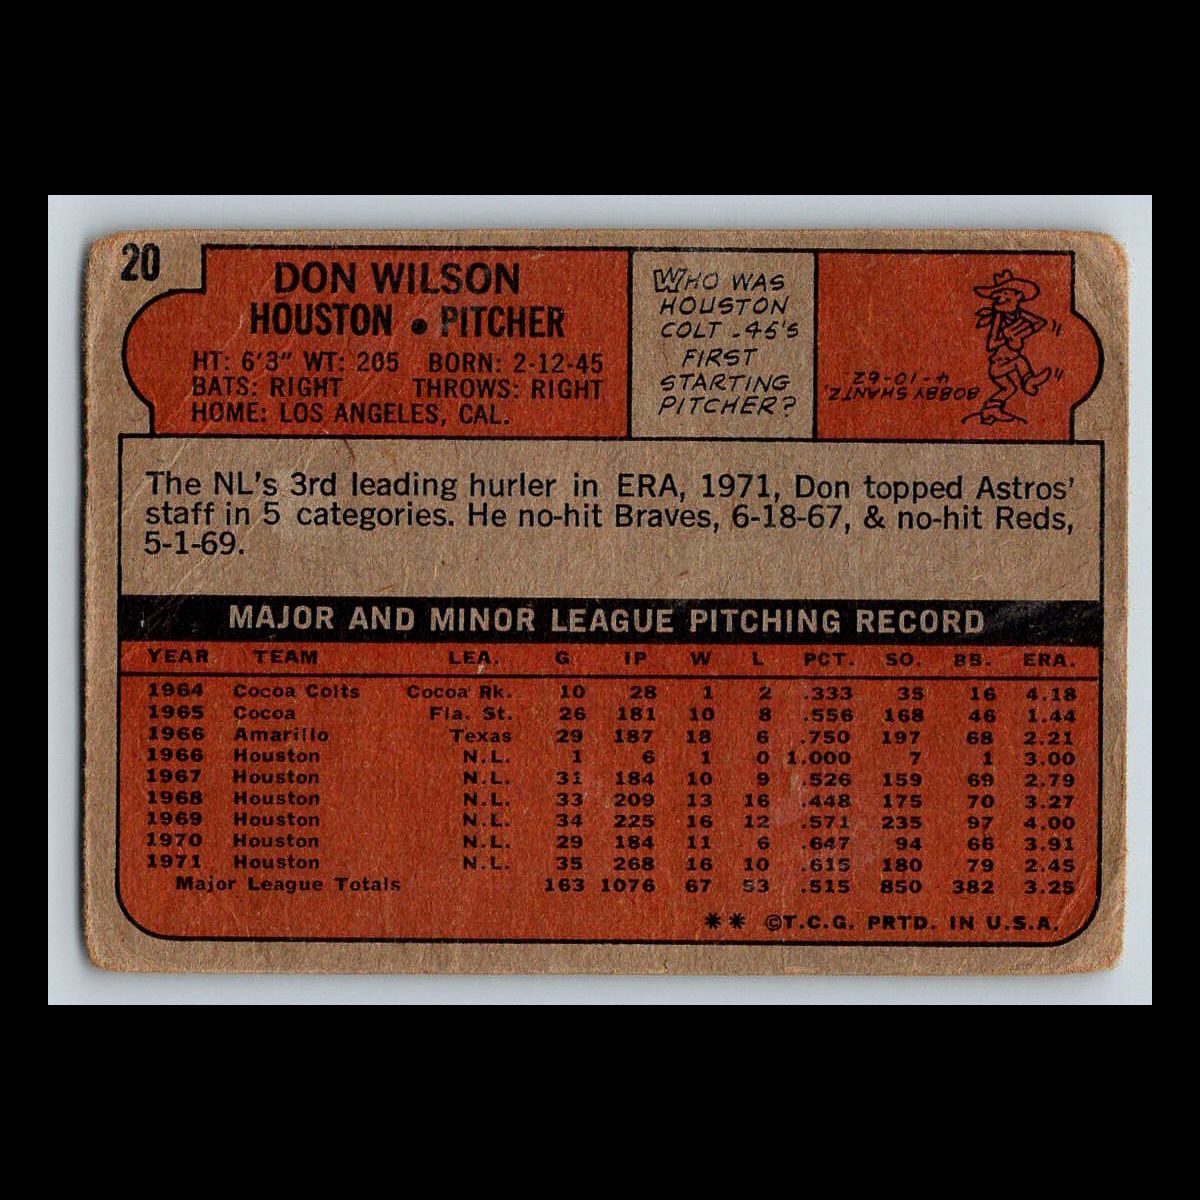 20
DON WILSON
HOUSTON • PITCHER
HT: 6'3" WT: 205 BORN: 2-12-45
BATS: RIGHT THROWS: RIGHT
HOME: LOS ANGELES, CAL.
WHO WAS
HOUSTON
COLT .45'S
FIRST
STARTING
PITCHER?
BOBBY SHANTZ,
4-10-62
The NL's 3rd leading hurler in ERA, 1971, Don topped Astros'
staff in 5 categories. He no-hit Braves, 6-18-67, & no-hit Reds,
5-1-69.
MAJOR AND MINOR LEAGUE PITCHING RECORD
YEAR TEAM LEA. G IP W L PCT. SO. BB. ERA.
1964 Cocoa Colts Cocoa Rk. 10 28 1 2 .333 35 16 4.18
1965 Cocoa Fla. St. 26 181 10 8 .556 168 46 1.44
1966 Amarillo Texas 29 187 18 6 .750 197 68 2.21
1966 Houston N.L. 1 6 1 0 1.000 7 1 3.00
1967 Houston N.L. 31 184 10 9 .526 159 69 2.79
1968 Houston N.L. 33 209 13 16 .448 175 70 3.27
1969 Houston N.L. 34 225 16 12 .571 235 97 4.00
1970 Houston N.L. 29 184 11 6 .647 94 66 3.91
1971 Houston N.L. 35 268 16 10 .615 180 79 2.45
Major League Totals 163 1076 67 53 .515 850 382 3.25
** ©T.C.G. PRTD. IN U.S.A.